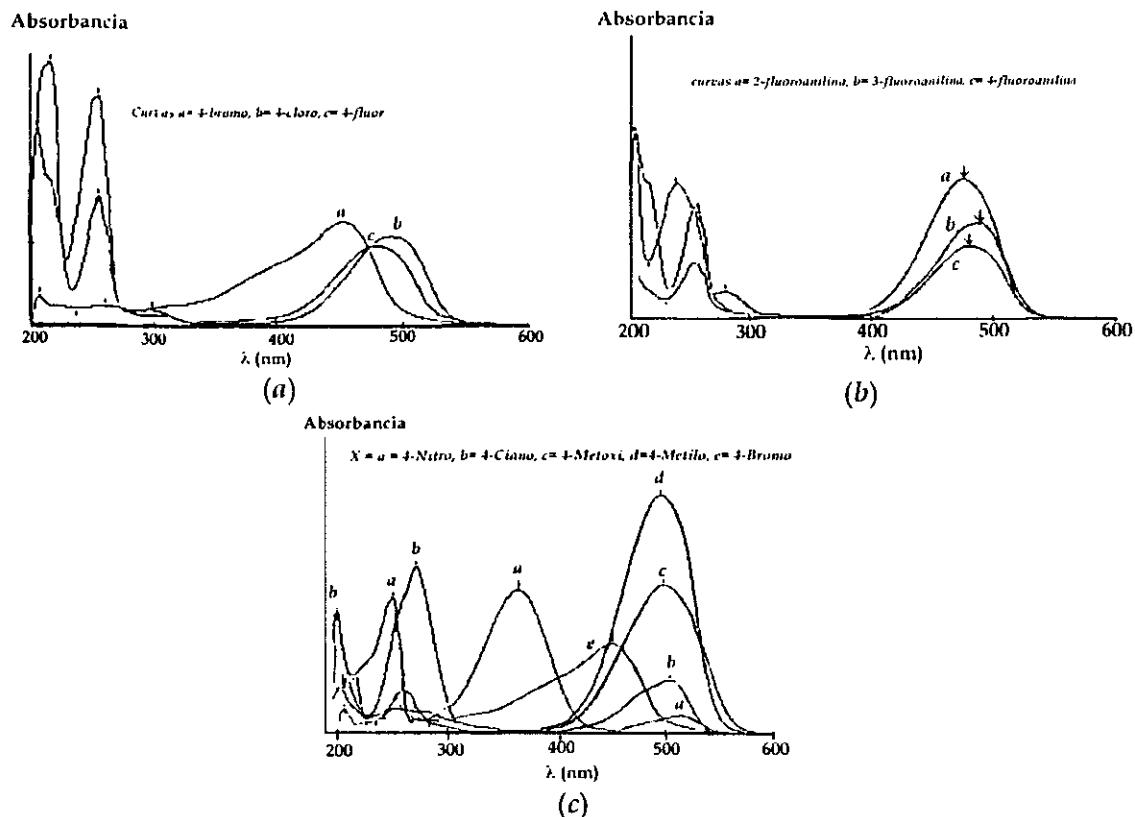 Absorbancia
Curvas a= 4-bromo, b= 4-cloro, c= 4-fluor
a
c
b
200
300
400
500
600
λ (nm)
(a)
Absorbancia
curvas a= 2-fluoroanilina, b= 3-fluoroanilina, c= 4-fluoroanilina
a
b
c
200
300
400
500
600
λ (nm)
(b)
Absorbancia
X = a = 4-Nitro, b= 4-Ciano, c= 4-Metoxi, d=4-Metilo, e= 4-Bromo
d
b
a
a
c
b
e
b
a
200
300
400
500
600
λ (nm)
(c)